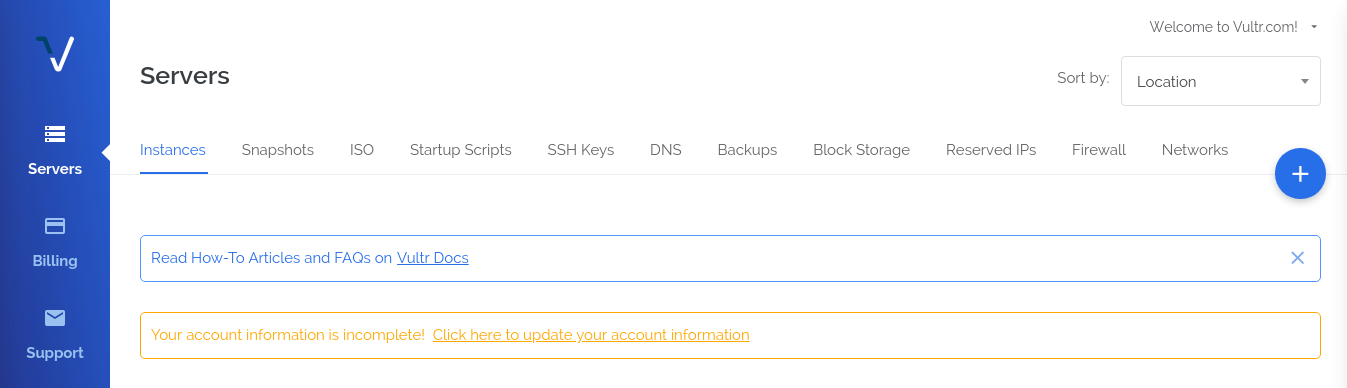 Welcome to Vultr.com!
Servers
Sort by: Location
Instances Snapshots ISO Startup Scripts SSH Keys DNS Backups Block Storage Reserved IPs Firewall Networks
Servers
Billing
Support
Read How-To Articles and FAQs on Vultr Docs
Your account information is incomplete! Click here to update your account information